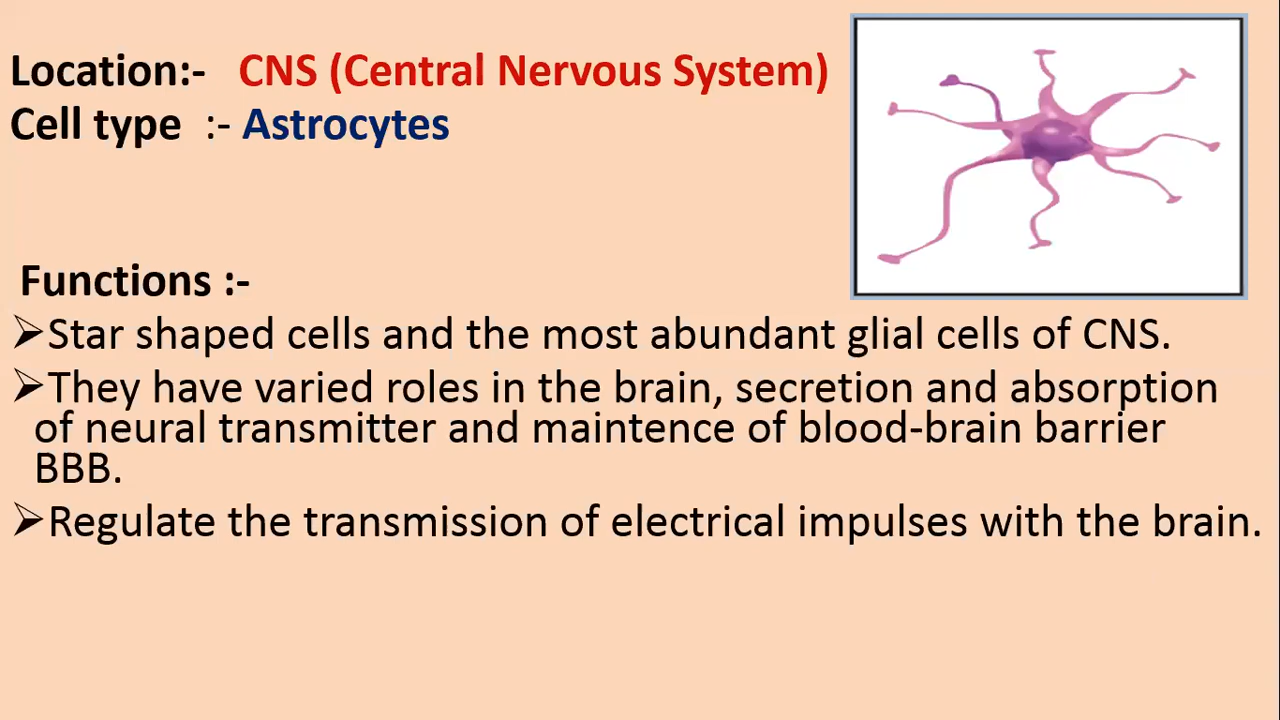 Location:- CNS (Central Nervous System)
Cell type :- Astrocytes
Functions :-
➢Star shaped cells and the most abundant glial cells of CNS.
➢They have varied roles in the brain, secretion and absorption
of neural transmitter and maintence of blood-brain barrier
BBB.
➢Regulate the transmission of electrical impulses with the brain.